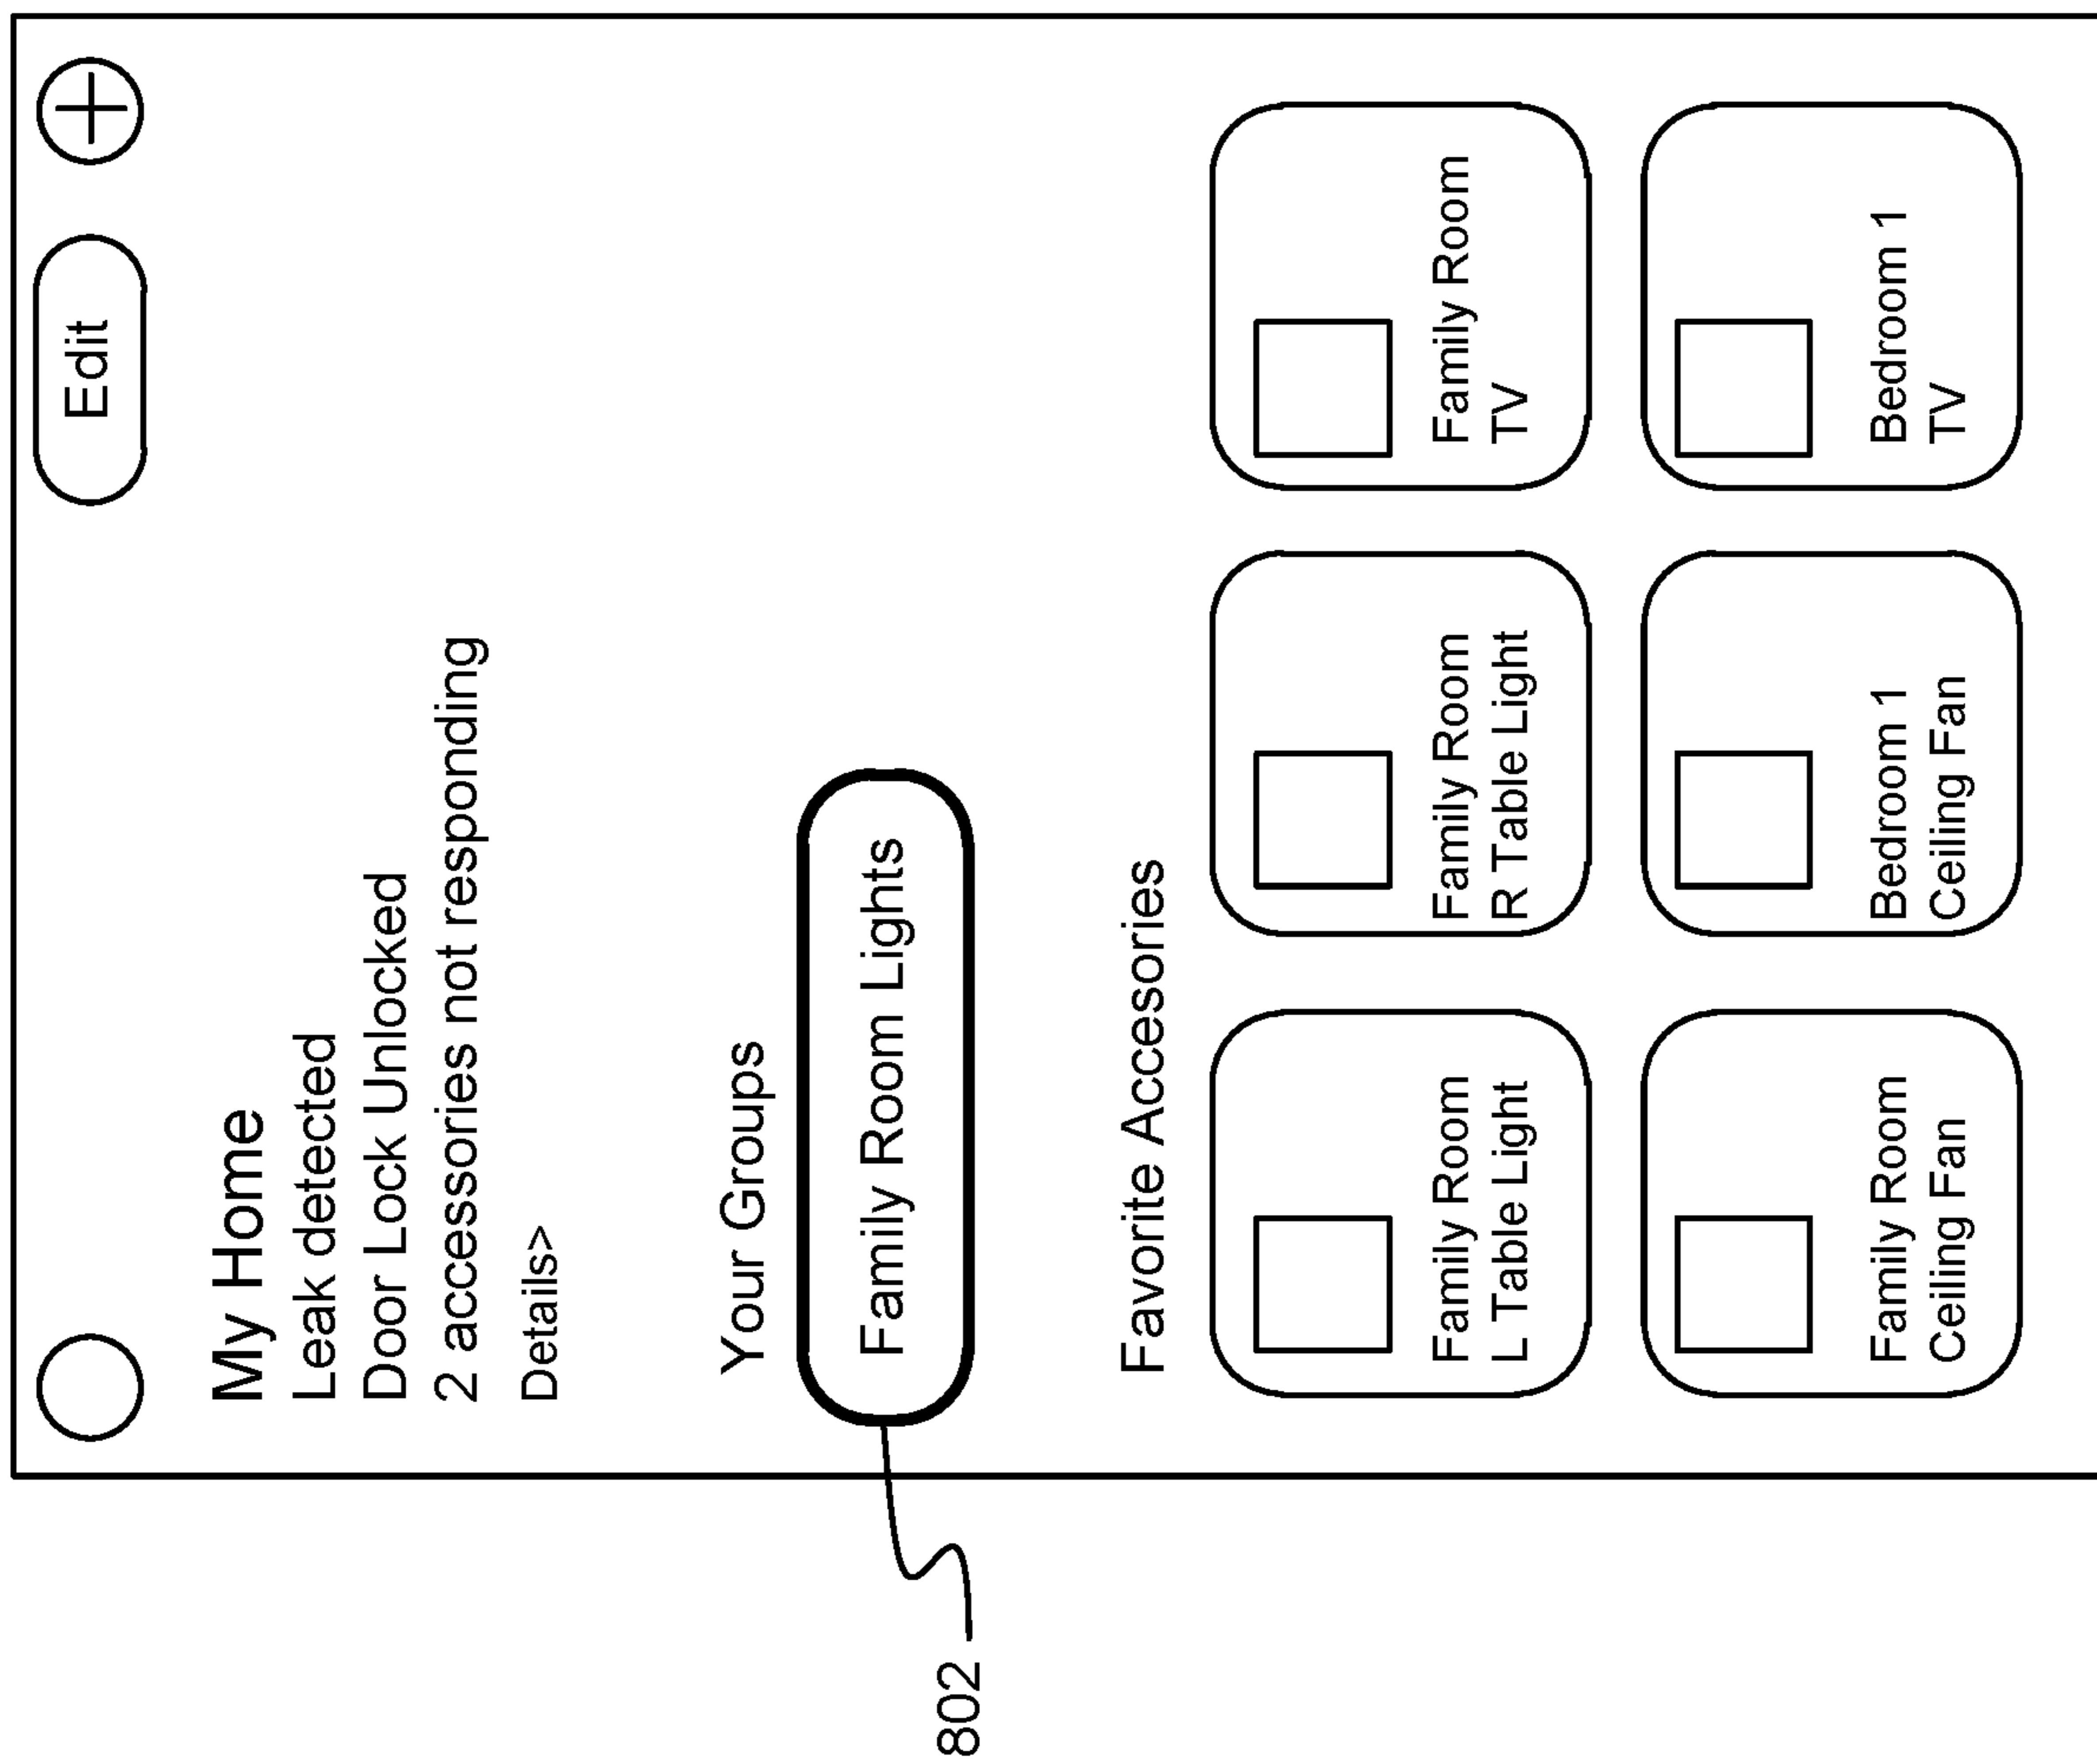 Edit
My Home
Leak detected
Door Lock Unlocked
2 accessories not responding
Details>
Your Groups
Family Room Lights
802
Favorite Accessories
Family Room
L Table Light
Family Room
R Table Light
Family Room
TV
Family Room
Ceiling Fan
Bedroom 1
Ceiling Fan
Bedroom 1
TV